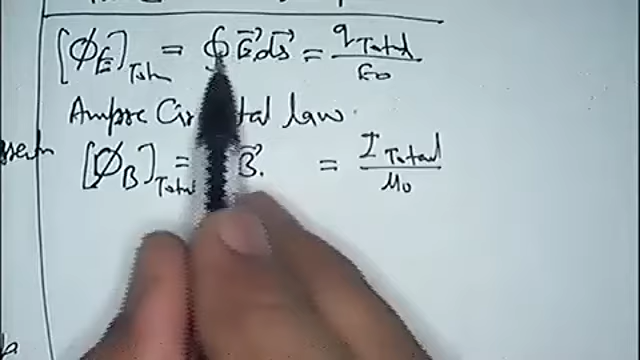 [ϕE]Total = ∮ E⃗.ds⃗ = qTotal/ε0
Ampere Circuital law.
[ϕB]Total = B⃗. = ITotal/μ0